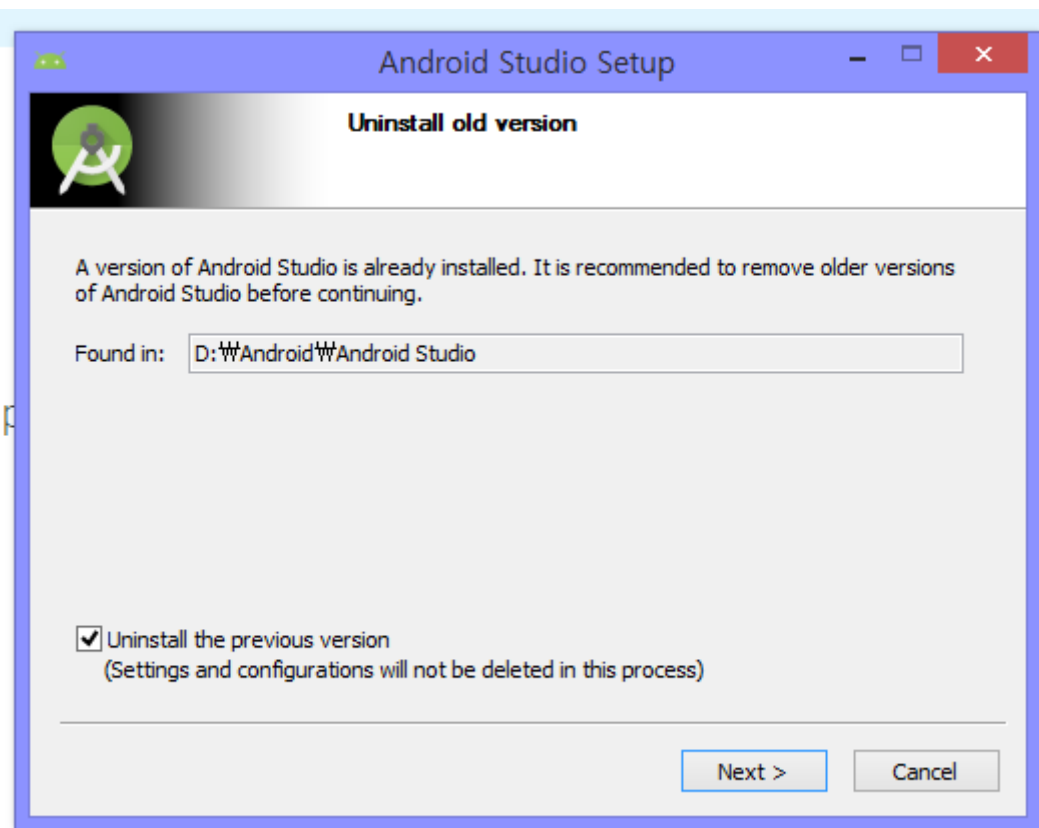 Android Studio Setup
Uninstall old version
A version of Android Studio is already installed. It is recommended to remove older versions
of Android Studio before continuing.
Found in: D:₩Android₩Android Studio
p
Uninstall the previous version
(Settings and configurations will not be deleted in this process)
Next > Cancel